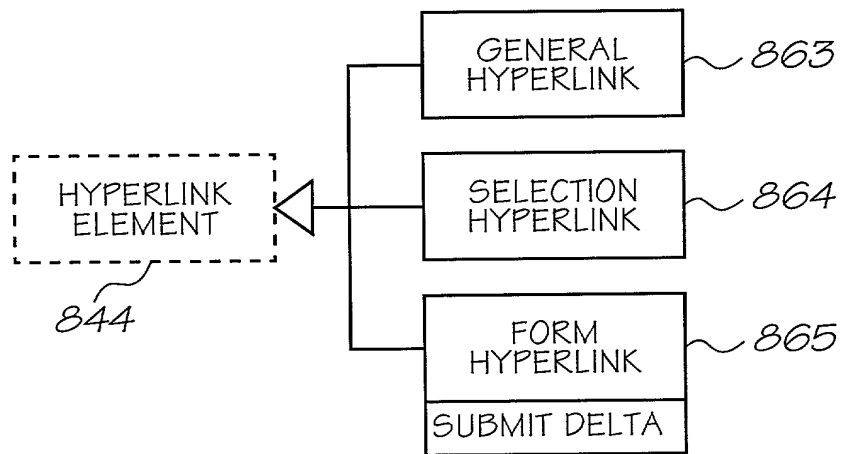 GENERAL
HYPERLINK
863
HYPERLINK
ELEMENT
844
SELECTION
HYPERLINK
864
FORM
HYPERLINK
865
SUBMIT DELTA